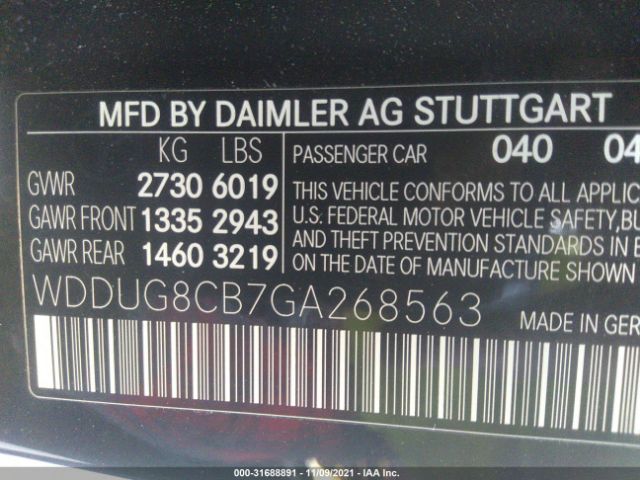 MFD BY DAIMLER AG STUTTGART
KG LBS
GVWR 2730 6019
GAWR FRONT 1335 2943
GAWR REAR 1460 3219
PASSENGER CAR 040 04
THIS VEHICLE CONFORMS TO ALL APPLIC
U.S. FEDERAL MOTOR VEHICLE SAFETY,BU
AND THEFT PREVENTION STANDARDS IN
ON THE DATE OF MANUFACTURE SHOWN
WDDUG8CB7GA268563
MADE IN GER
000-31688891 - 11/09/2021 - IAA Inc.